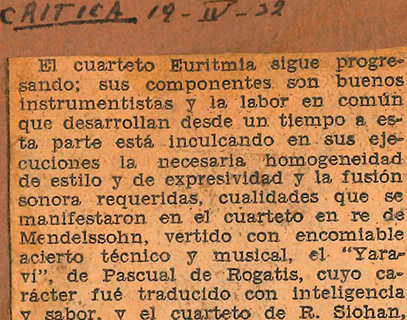 CRITICA 19-IV-32
El cuarteto Euritmia sigue progre-
sando; sus componentes son buenos
instrumentistas y la labor en común
que desarrollan desde un tiempo a es-
ta parte está inculcando en sus eje-
cuciones la necesaria homogeneidad
de estilo y de expresividad y la fusión
sonora requeridas, cualidades que se
manifestaron en el cuarteto en re de
Mendelssohn, vertido con encomiable
acierto técnico y musical, el "Yara-
ví", de Pascual de Rogatis, cuyo ca-
rácter fué traducido con inteligencia
y sabor, y el cuarteto de R. Siohan,